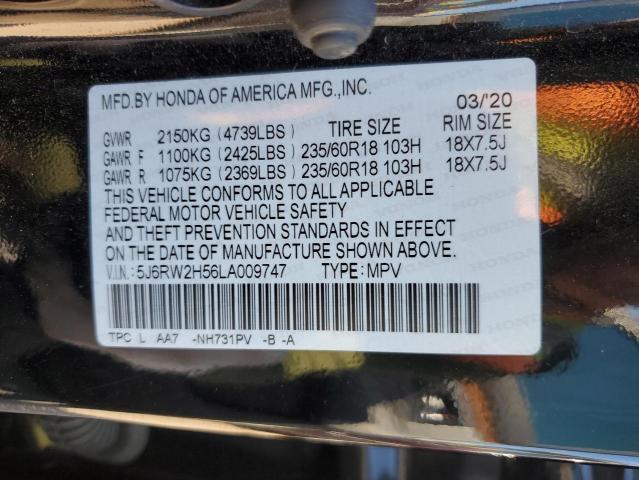 MFD.BY HONDA OF AMERICA MFG.,INC.
03/'20
GVWR 2150KG (4739LBS) TIRE SIZE RIM SIZE
GAWR F 1100KG (2425LBS) 235/60R18 103H 18X7.5J
GAWR R 1075KG (2369LBS) 235/60R18 103H 18X7.5J
THIS VEHICLE CONFORMS TO ALL APPLICABLE
FEDERAL MOTOR VEHICLE SAFETY
AND THEFT PREVENTION STANDARDS IN EFFECT
ON THE DATE OF MANUFACTURE SHOWN ABOVE.
V.I.N.: 5J6RW2H56LA009747 TYPE: MPV
TPC L AA7 -NH731PV -B -A